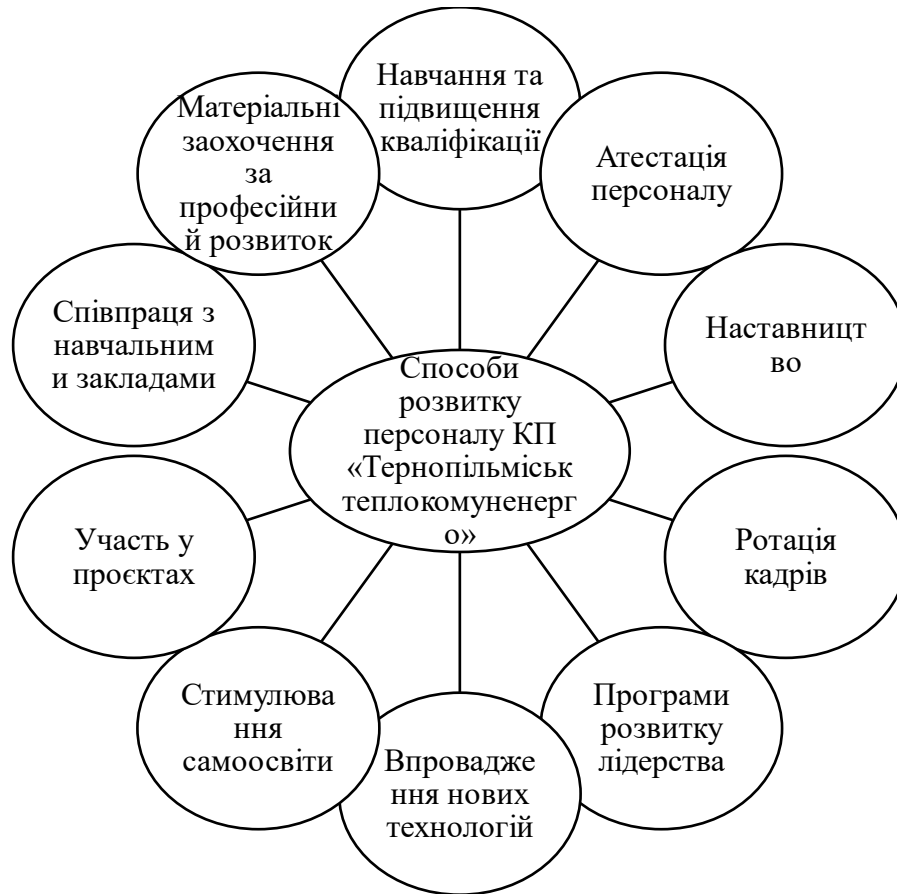 Навчання та
підвищення
кваліфікації
Атестація
персоналу
Наставницт
во
Ротація
кадрів
Програми
розвитку
лідерства
Впровадже
ння нових
технологій
Стимулюва
ння
самоосвіти
Участь у
проєктах
Співпраця з
навчальним
и закладами
Матеріальні
заохочення
за
професійни
й розвиток
Способи
розвитку
персоналу КП
«Тернопільміськ
теплокомуненерг
о»